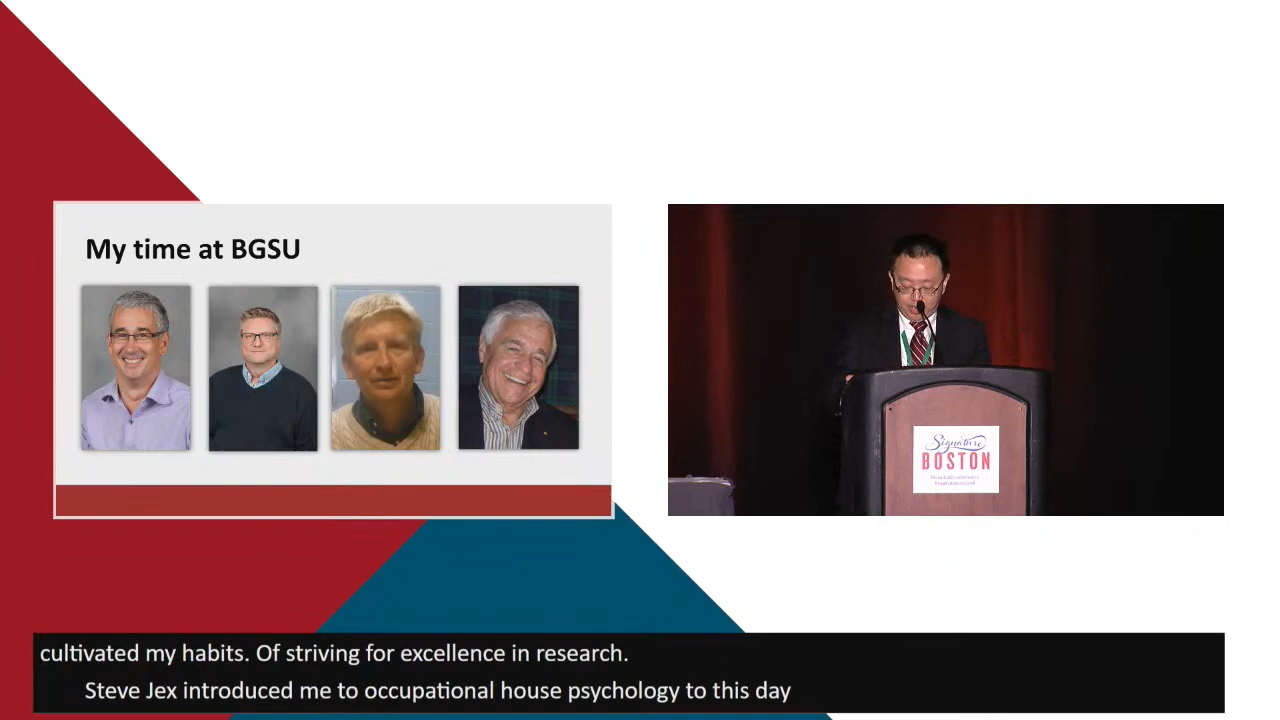 My time at BGSU
Signature
BOSTON
cultivated my habits. Of striving for excellence in research.
Steve Jex introduced me to occupational house psychology to this day